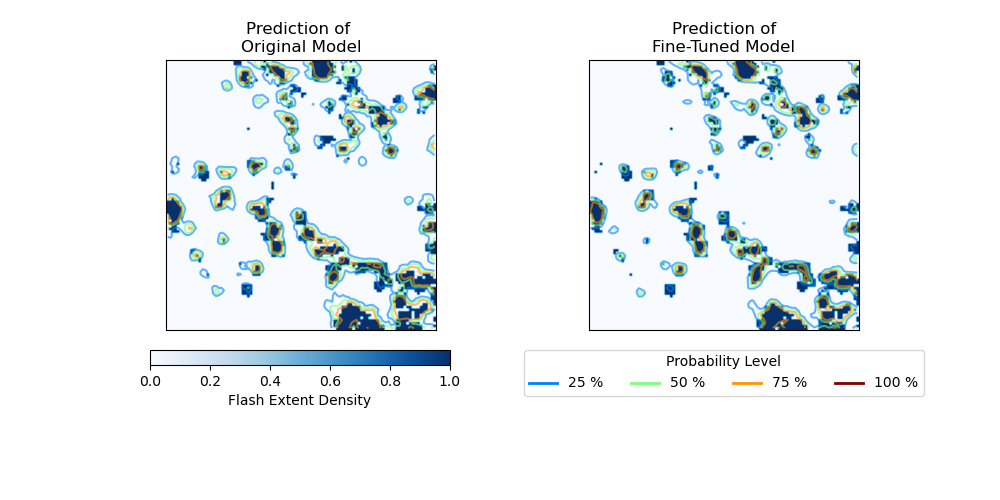 Prediction of
Original Model
Prediction of
Fine-Tuned Model
0.0 0.2 0.4 0.6 0.8 1.0
Flash Extent Density
Probability Level
25 % 50 % 75 % 100 %